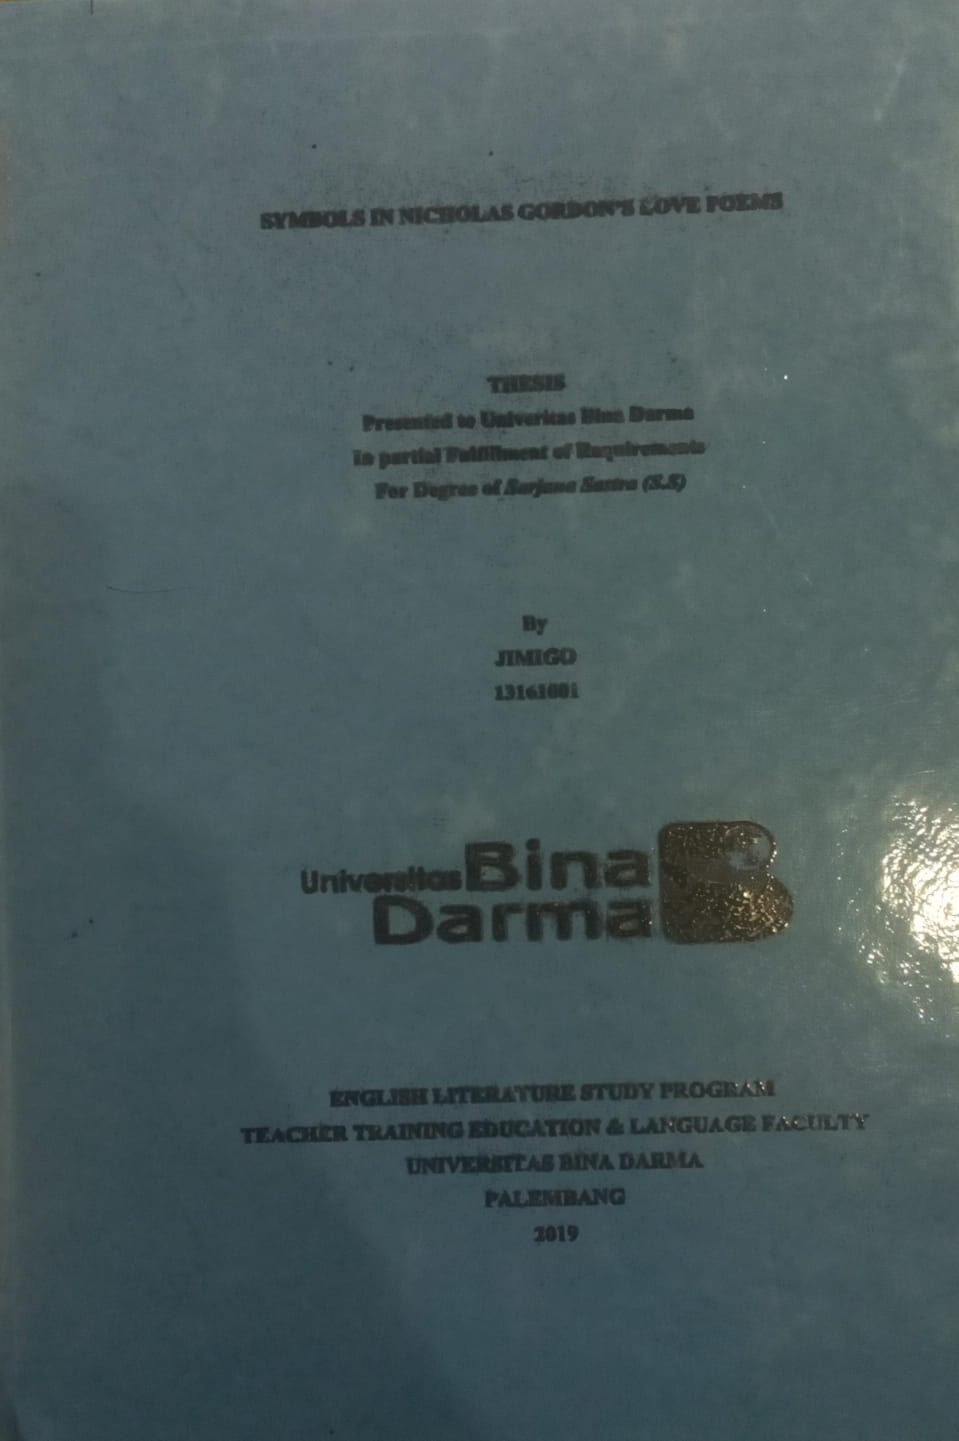 SYMBOLS IN NICHOLAS GORDON'S LOVE POEMS
THESIS
Presented to Univeritas Bina Darma
In partial Fulfillment of Requirements
For Degree of Sarjana Sastra (S.S)
By
JIMIGO
13161001
Universitas Bina
Darma
ENGLISH LITERATURE STUDY PROGRAM
TEACHER TRAINING EDUCATION & LANGUAGE FACULTY
UNIVERSITAS BINA DARMA
PALEMBANG
2019